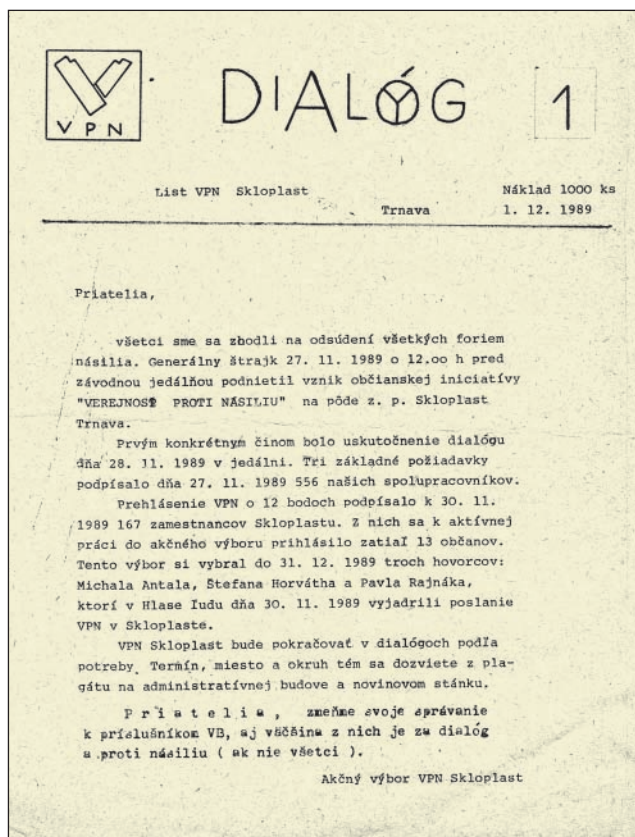 VPN
DIALÓG
1
List VPN Skloplast
Náklad 1000 ks
Trnava
1. 12. 1989
Priatelia,
všetci sme sa zhodli na odsúdení všetkých foriem
násilia. Generálny štrajk 27. 11. 1989 o 12.oo h pred
závodnou jedálňou podnietil vznik občianskej iniciatívy
"VEREJNOSŤ PROTI NÁSILIU" na pôde z. p. Skloplast
Trnava.
Prvým konkrétnym činom bolo uskutočnenie dialógu
dňa 28. 11. 1989 v jedálni. Tri základné požiadavky
podpísalo dňa 27. 11. 1989 556 našich spolupracovníkov.
Prehlásenie VPN o 12 bodoch podpísalo k 30. 11.
1989 167 zamestnancov Skloplastu. Z nich sa k aktívnej
práci do akčného výboru prihlásilo zatiaľ 13 občanov.
Tento výbor si vybral do 31. 12. 1989 troch hovorcov:
Michala Antala, Štefana Horvátha a Pavla Rajnáka,
ktorí v Hlase ľudu dňa 30. 11. 1989 vyjadrili poslanie
VPN v Skloplaste.
VPN Skloplast bude pokračovať v dialógoch podľa
potreby. Termín, miesto a okruh tém sa dozviete z pla-
gátu na administratívnej budove a novinovom stánku.
P r i a t e l i a , zmeňme svoje správanie
k príslušníkom VB, aj väčšina z nich je za dialóg
a proti násiliu ( ak nie všetci ).
Akčný výbor VPN Skloplast